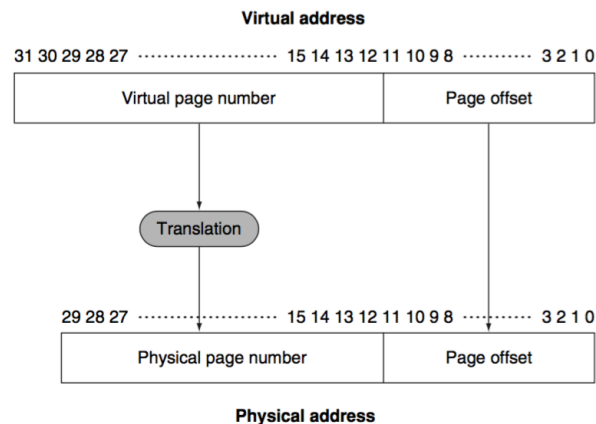 Virtual address
31 30 29 28 27 ······················ 15 14 13 12 11 10 9 8 ··········· 3 2 1 0
Virtual page number Page offset
Translation
29 28 27 ······················ 15 14 13 12 11 10 9 8 ··········· 3 2 1 0
Physical page number Page offset
Physical address